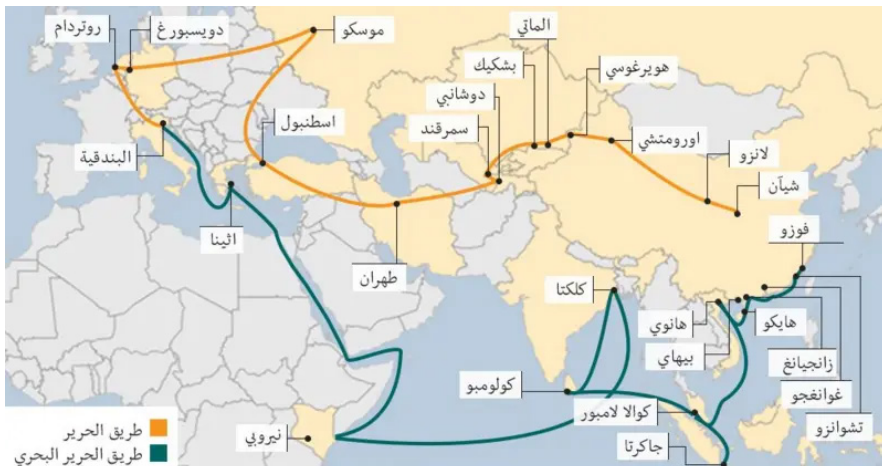 روتردام
دويسبورغ
موسكو
الماتي
بشكيك
هويرغوسي
دوشانبي
سمرقند
اسطنبول
اورومتشي
البندقية
لانزو
شيآن
اثينا
طهران
فوزو
كلكتا
هانوي
هايكو
بيهاي
زانجيانغ
كولومبو
غوانغجو
كوالا لامبور
تشوانزو
نيروبي
جاكرتا
طريق الحرير
طريق الحرير البحري